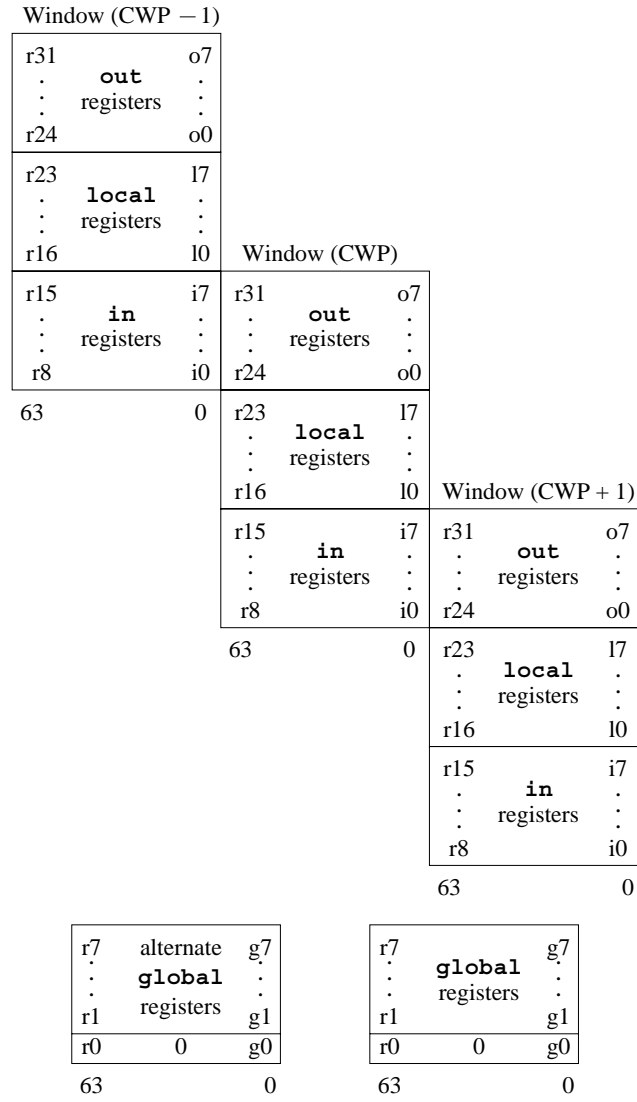 Window (CWP − 1)
r31 o7
. out .
. registers .
. .
r24 o0
r23 l7
. local .
. registers .
. .
r16 l0
Window (CWP)
r15 i7 r31 o7
. in . . out .
. registers . . registers .
. . . .
r8 i0 r24 o0
63 0
r23 l7
. local .
. registers .
. .
r16 l0
Window (CWP + 1)
r15 i7 r31 o7
. in . . out .
. registers . . registers .
. . . .
r8 i0 r24 o0
63 0
r23 l7
. local .
. registers .
. .
r16 l0
r15 i7
. in .
. registers .
. .
r8 i0
63 0
r7 alternate g7
. global .
. registers .
. .
r1 g1
r0 0 g0
63 0
r7 g7
. global .
. registers .
. .
r1 g1
r0 0 g0
63 0